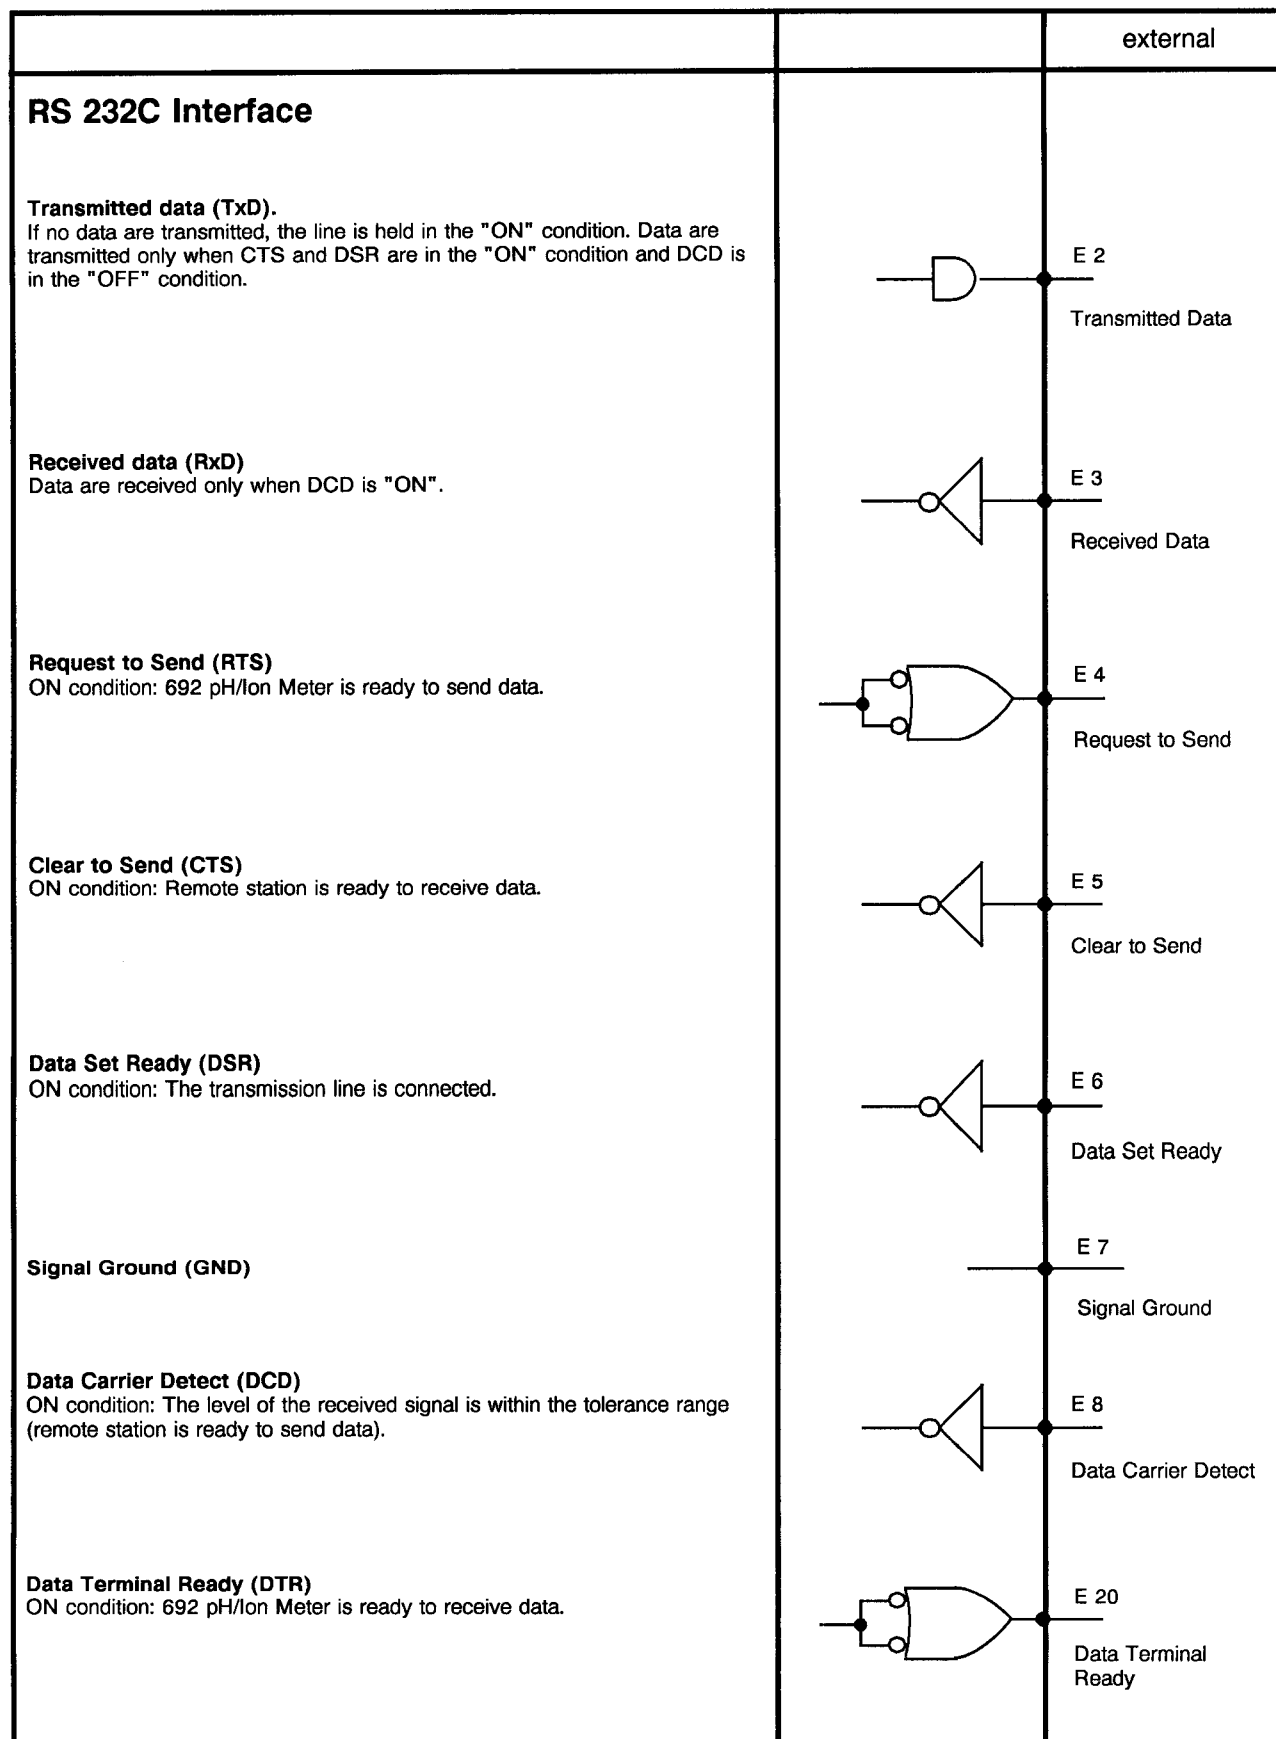 external
RS 232C Interface
Transmitted data (TxD).
If no data are transmitted, the line is held in the "ON" condition. Data are
transmitted only when CTS and DSR are in the "ON" condition and DCD is
in the "OFF" condition.
E 2
Transmitted Data
Received data (RxD)
Data are received only when DCD is "ON".
E 3
Received Data
Request to Send (RTS)
ON condition: 692 pH/Ion Meter is ready to send data.
E 4
Request to Send
Clear to Send (CTS)
ON condition: Remote station is ready to receive data.
E 5
Clear to Send
Data Set Ready (DSR)
ON condition: The transmission line is connected.
E 6
Data Set Ready
Signal Ground (GND)
E 7
Signal Ground
Data Carrier Detect (DCD)
ON condition: The level of the received signal is within the tolerance range
(remote station is ready to send data).
E 8
Data Carrier Detect
Data Terminal Ready (DTR)
ON condition: 692 pH/Ion Meter is ready to receive data.
E 20
Data Terminal
Ready